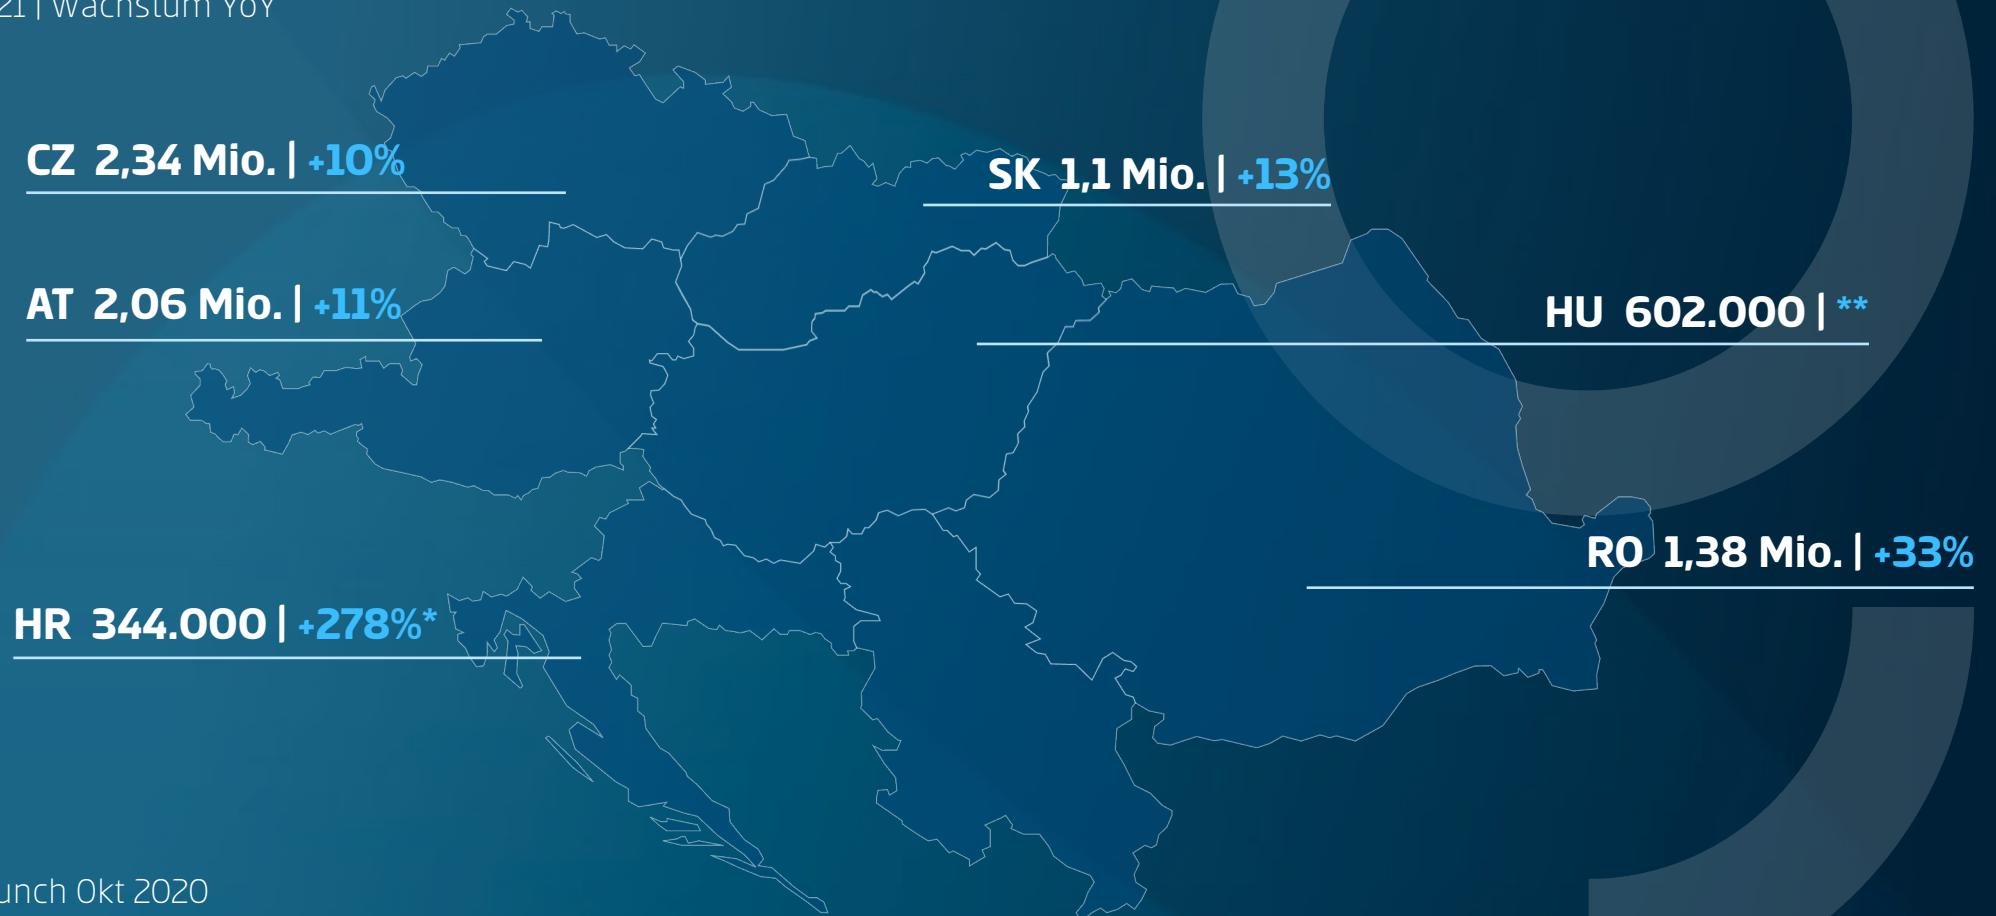 21 | Wachstum YoY
CZ 2,34 Mio. | +10%
SK 1,1 Mio. | +13%
AT 2,06 Mio. | +11%
HU 602.000 | **
RO 1,38 Mio. | +33%
HR 344.000 | +278%*
unch Okt 2020